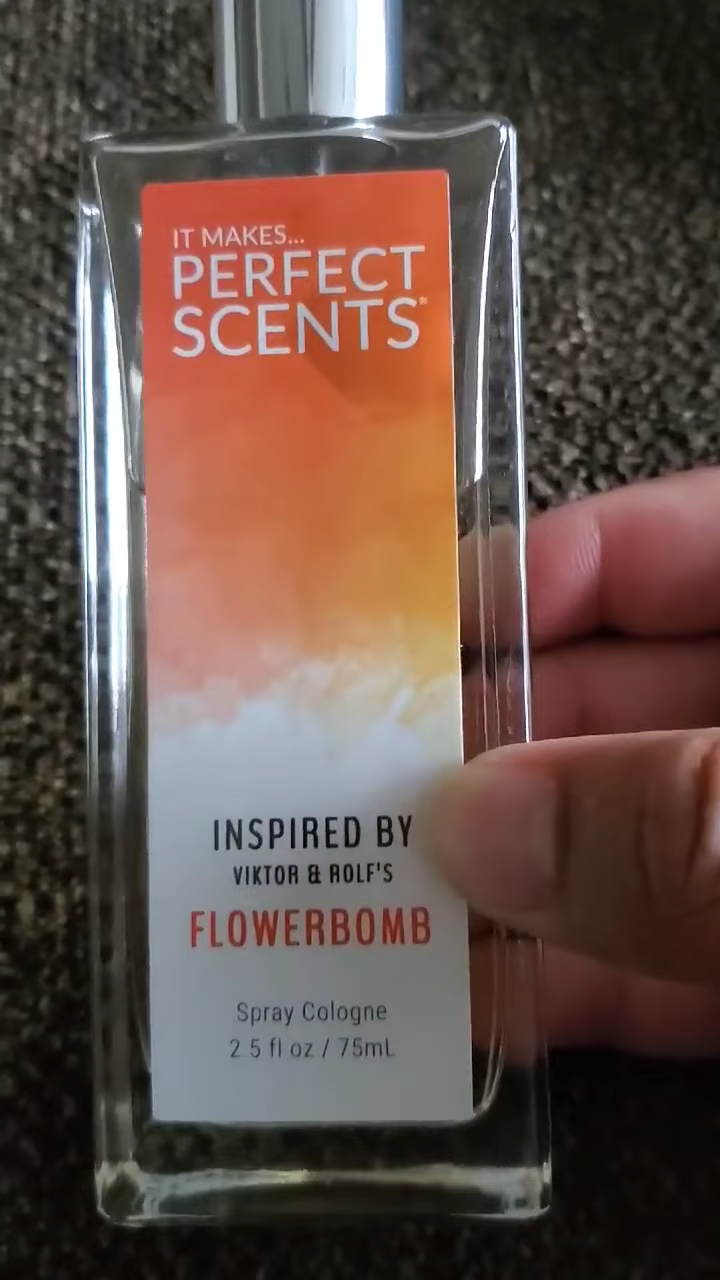 IT MAKES...
PERFECT
SCENTS®
INSPIRED BY
VIKTOR & ROLF'S
FLOWERBOMB
Spray Cologne
2.5 fl oz / 75mL